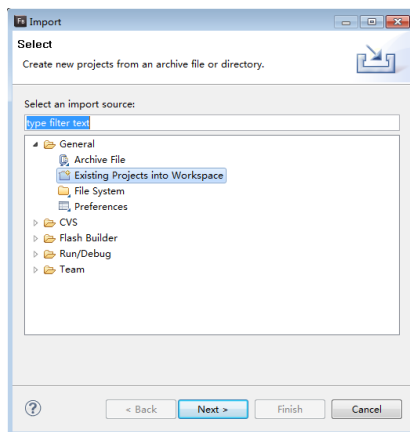 Fb Import
Select
Create new projects from an archive file or directory.
Select an import source:
type filter text
General
Archive File
Existing Projects into Workspace
File System
Preferences
CVS
Flash Builder
Run/Debug
Team
? < Back Next > Finish Cancel